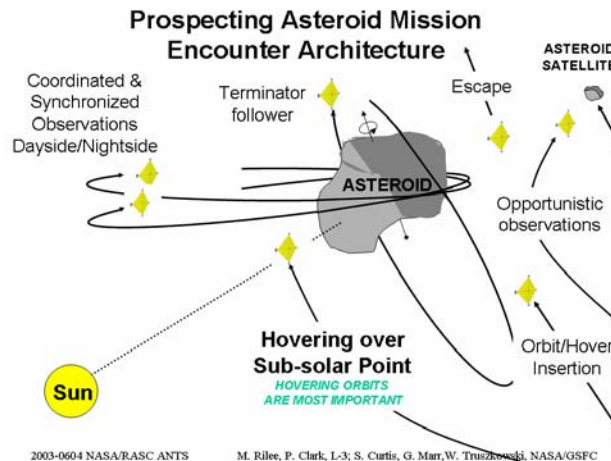 Prospecting Asteroid Mission
Encounter Architecture
Coordinated &
Synchronized
Observations
Dayside/Nightside
Terminator
follower
Escape
ASTEROID
SATELLITE
ASTEROID
Opportunistic
observations
Hovering over
Sub-solar Point
HOVERING ORBITS
ARE MOST IMPORTANT
Orbit/Hover
Insertion
Sun
2003-0604 NASA/RASC ANTS
M. Rilee, P. Clark, L-3; S. Curtis, G. Marr,W. Truszkowski, NASA/GSFC